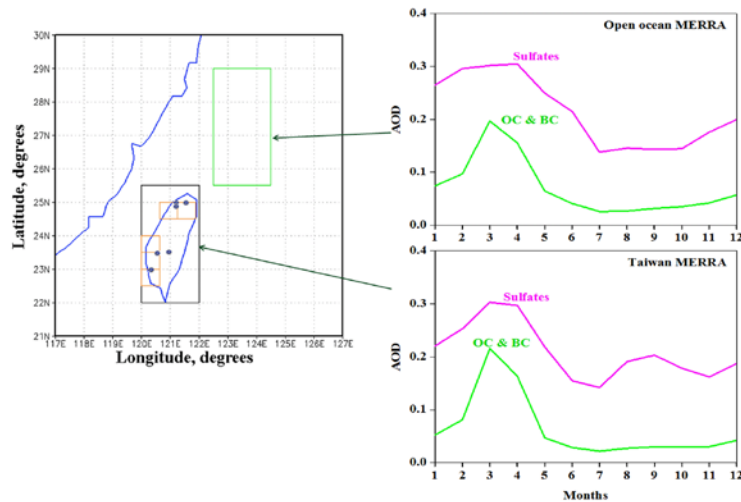 30N
29N
28N
27N
26N
25N
24N
23N
22N
21N
117E 118E 119E 120E 121E 122E 123E 124E 125E 126E 127E
Latitude, degrees
Longitude, degrees
Open ocean MERRA
Sulfates
OC & BC
AOD
0.4
0.3
0.2
0.1
0.0
1 2 3 4 5 6 7 8 9 10 11 12
Taiwan MERRA
Sulfates
OC & BC
AOD
0.4
0.3
0.2
0.1
0.0
1 2 3 4 5 6 7 8 9 10 11 12
Months